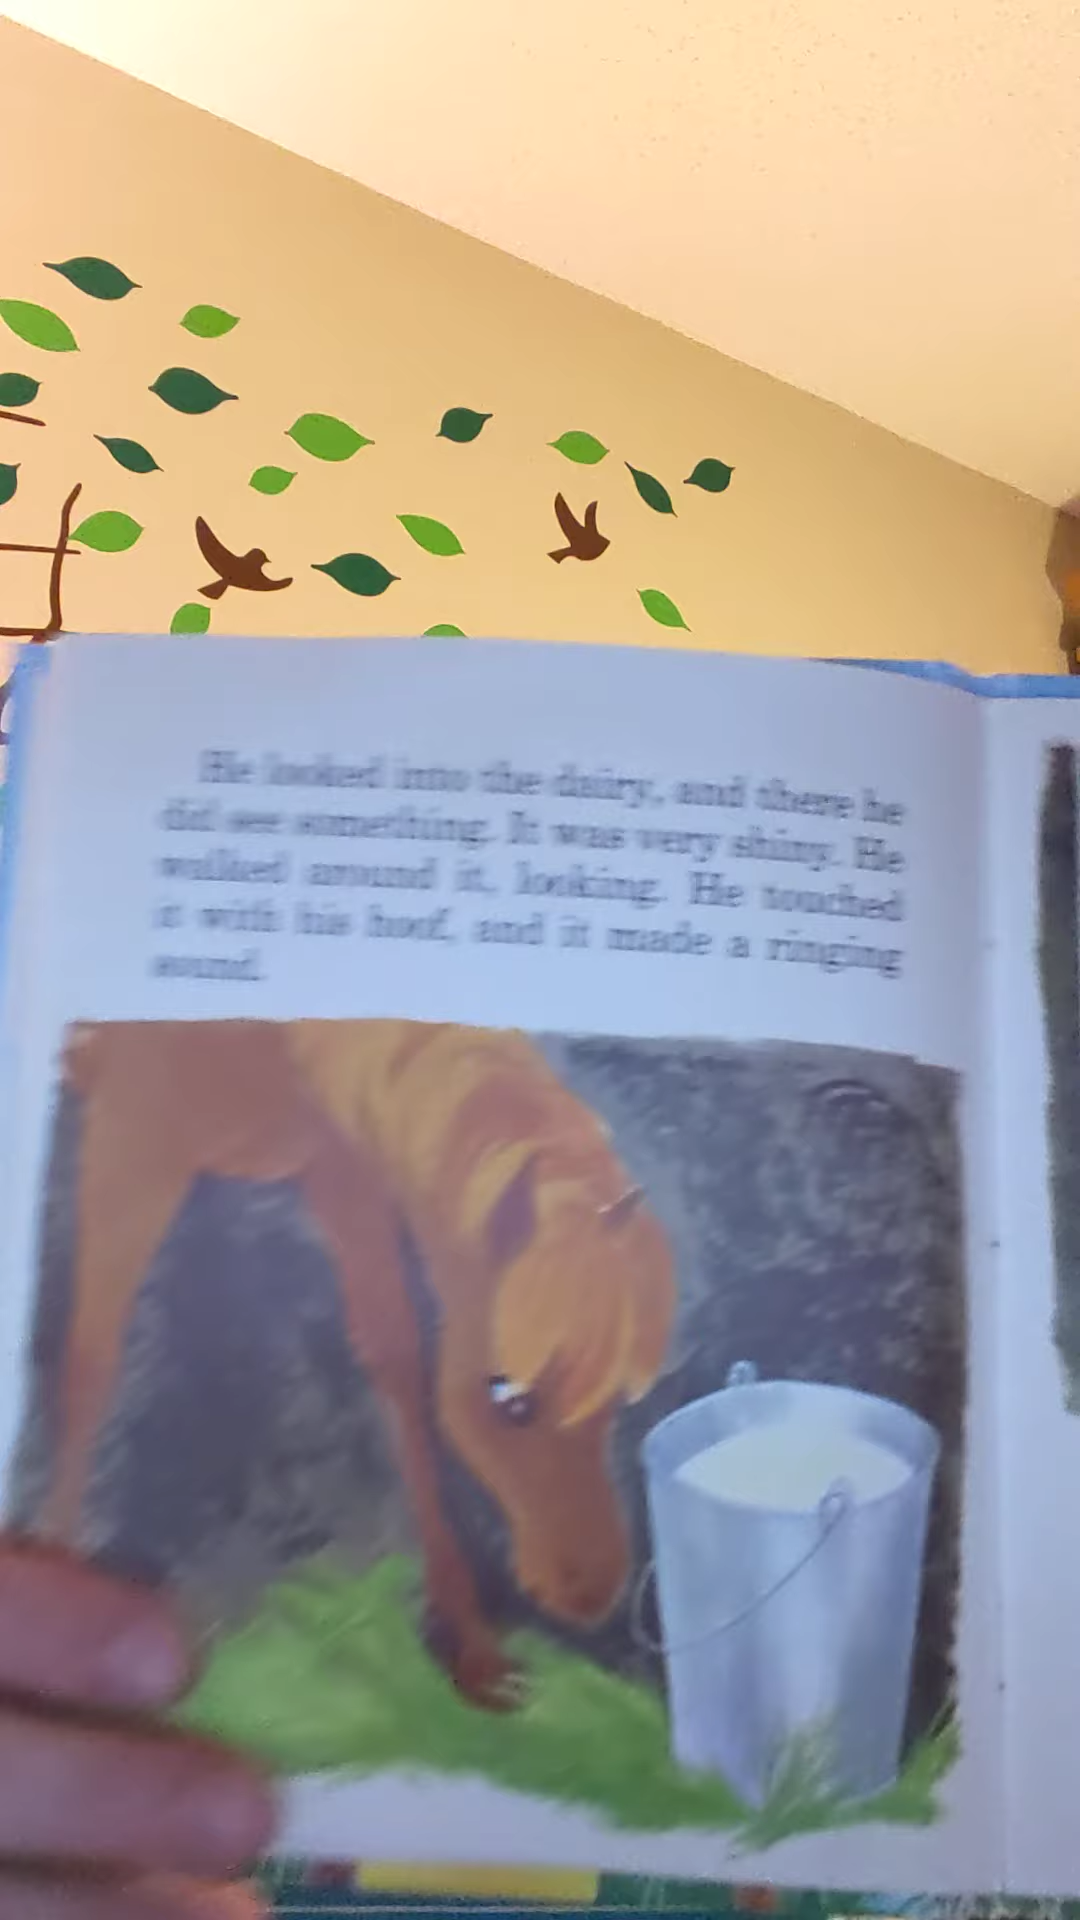 He looked into the dairy, and there he
did see something. It was very shiny. He
walked around it, looking. He touched
it with his hoof, and it made a ringing
sound.